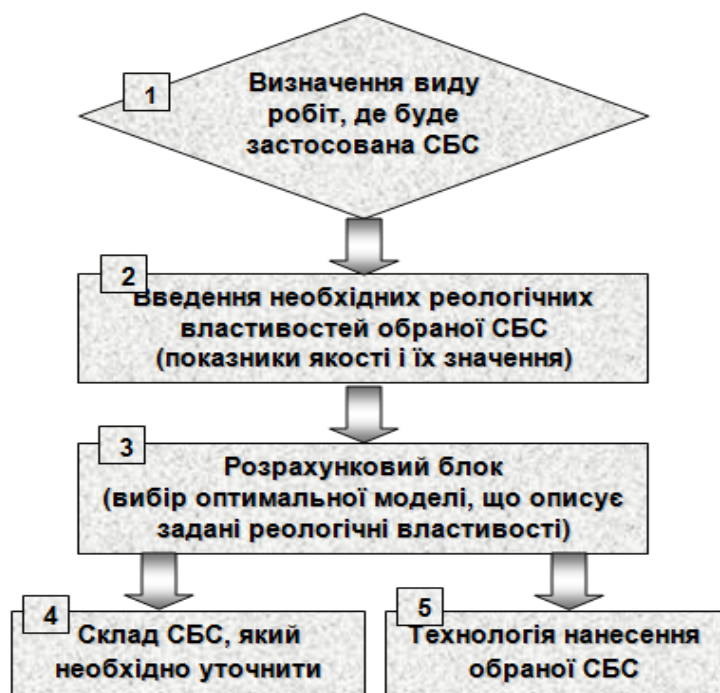 1
Визначення виду
робіт, де буде
застосована СБС
2
Введення необхідних реологічних
властивостей обраної СБС
(показники якості і їх значення)
3
Розрахунковий блок
(вибір оптимальної моделі, що описує
задані реологічні властивості)
4
Склад СБС, який
необхідно уточнити
5
Технологія нанесення
обраної СБС